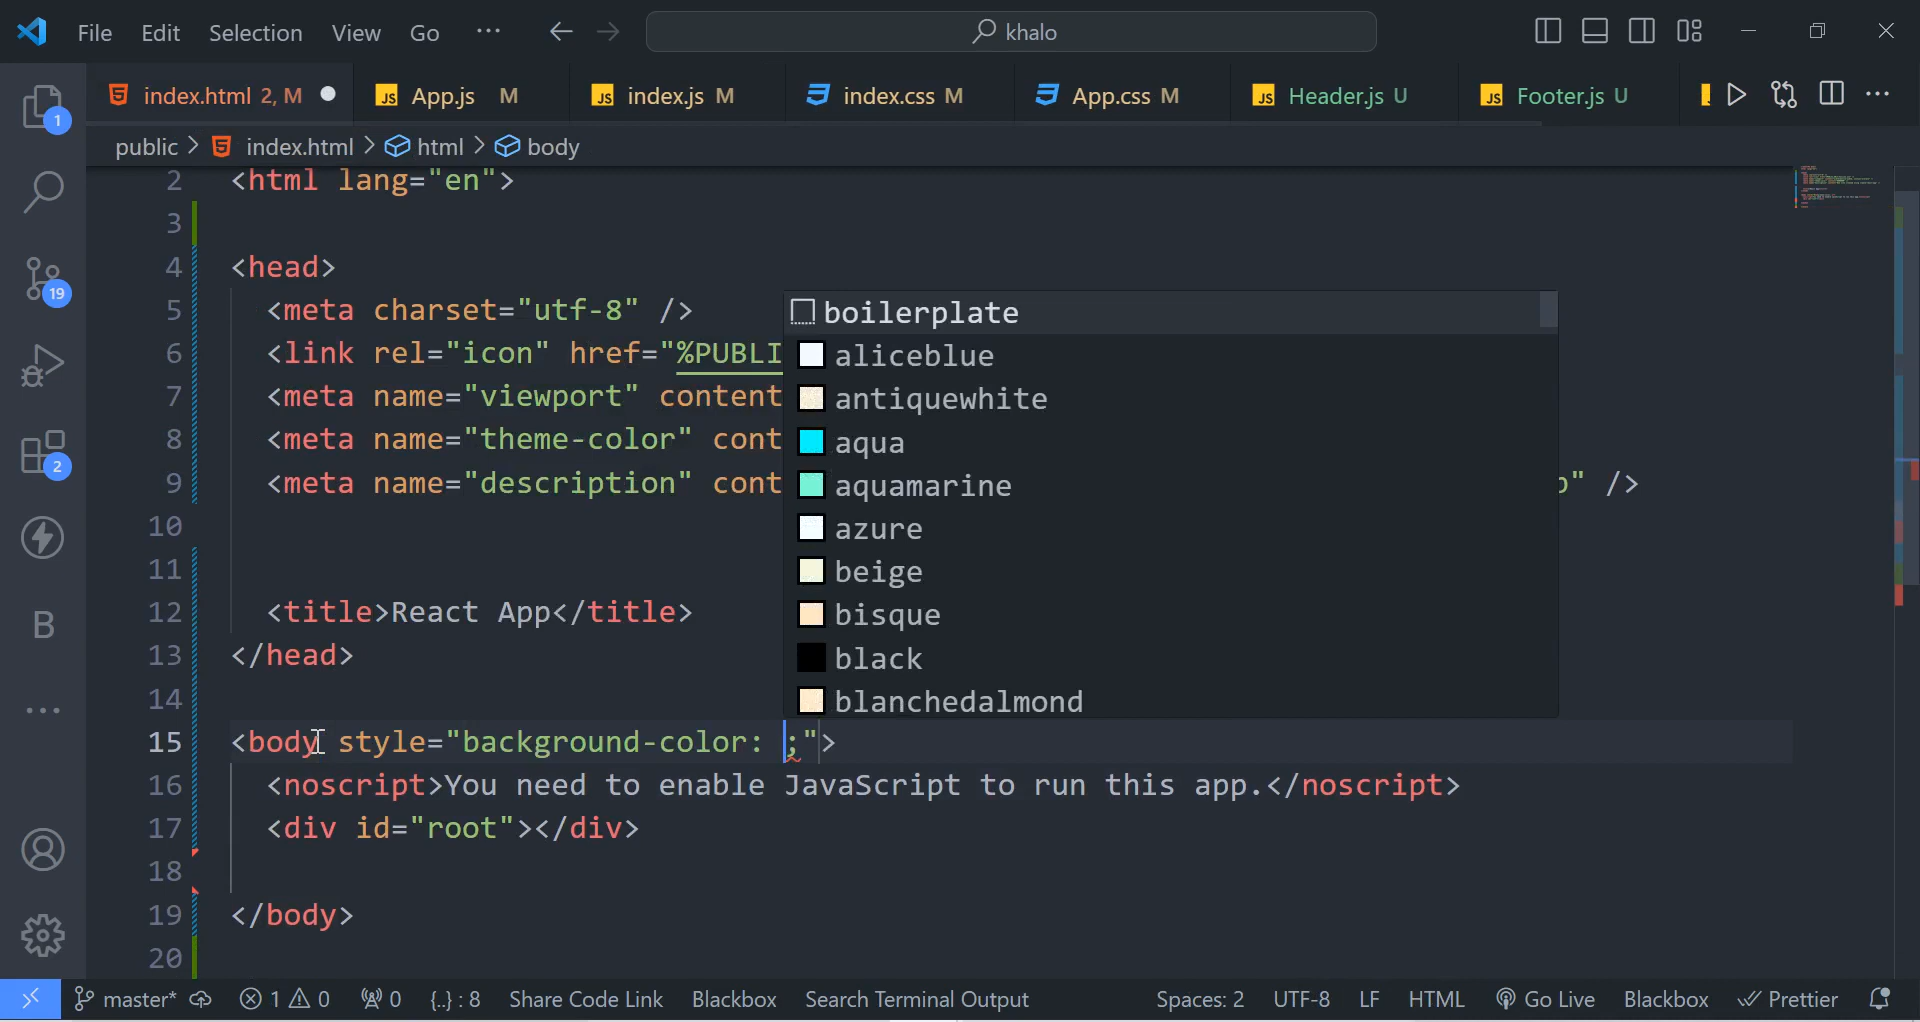 File Edit Selection View Go ··· khalo
index.html 2, M App.js M index.js M index.css M App.css M Header.js U Footer.js U
public > index.html > html > body
2 <html lang="en">
3
4 <head>
5 <meta charset="utf-8" />
6 <link rel="icon" href="%PUBLI
7 <meta name="viewport" content
8 <meta name="theme-color" cont
9 <meta name="description" cont p" />
10
11
12 <title>React App</title>
13 </head>
14
15 <body style="background-color: ;">
16 <noscript>You need to enable JavaScript to run this app.</noscript>
17 <div id="root"></div>
18
19 </body>
20
boilerplate
aliceblue
antiquewhite
aqua
aquamarine
azure
beige
bisque
black
blanchedalmond
1
19
2
B
master* 1 0 0 {..} : 8 Share Code Link Blackbox Search Terminal Output Spaces: 2 UTF-8 LF HTML Go Live Blackbox Prettier